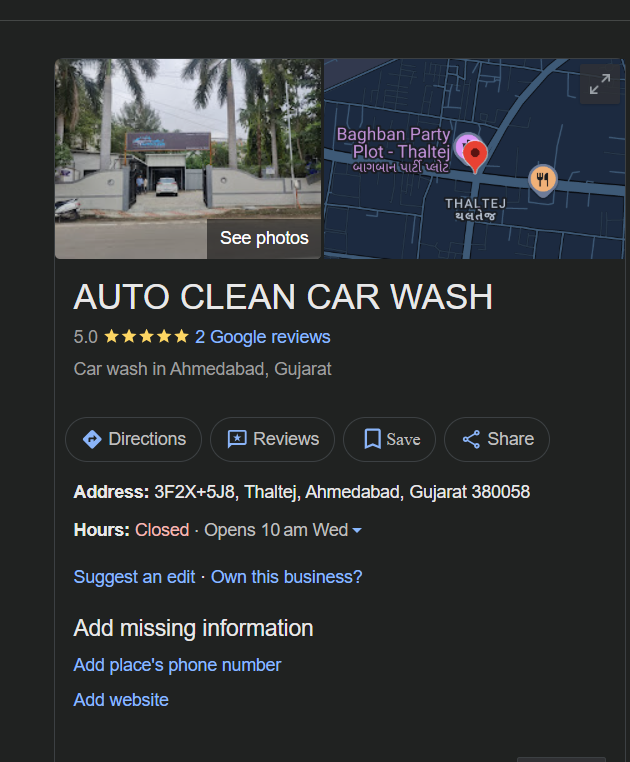 See photos
Baghban Party
Plot - Thaltej
બાગબાન પાર્ટી પ્લોટ
THALTEJ
થલતેજ
AUTO CLEAN CAR WASH
5.0 ★★★★★ 2 Google reviews
Car wash in Ahmedabad, Gujarat
Directions Reviews Save Share
Address: 3F2X+5J8, Thaltej, Ahmedabad, Gujarat 380058
Hours: Closed · Opens 10 am Wed
Suggest an edit · Own this business?
Add missing information
Add place's phone number
Add website